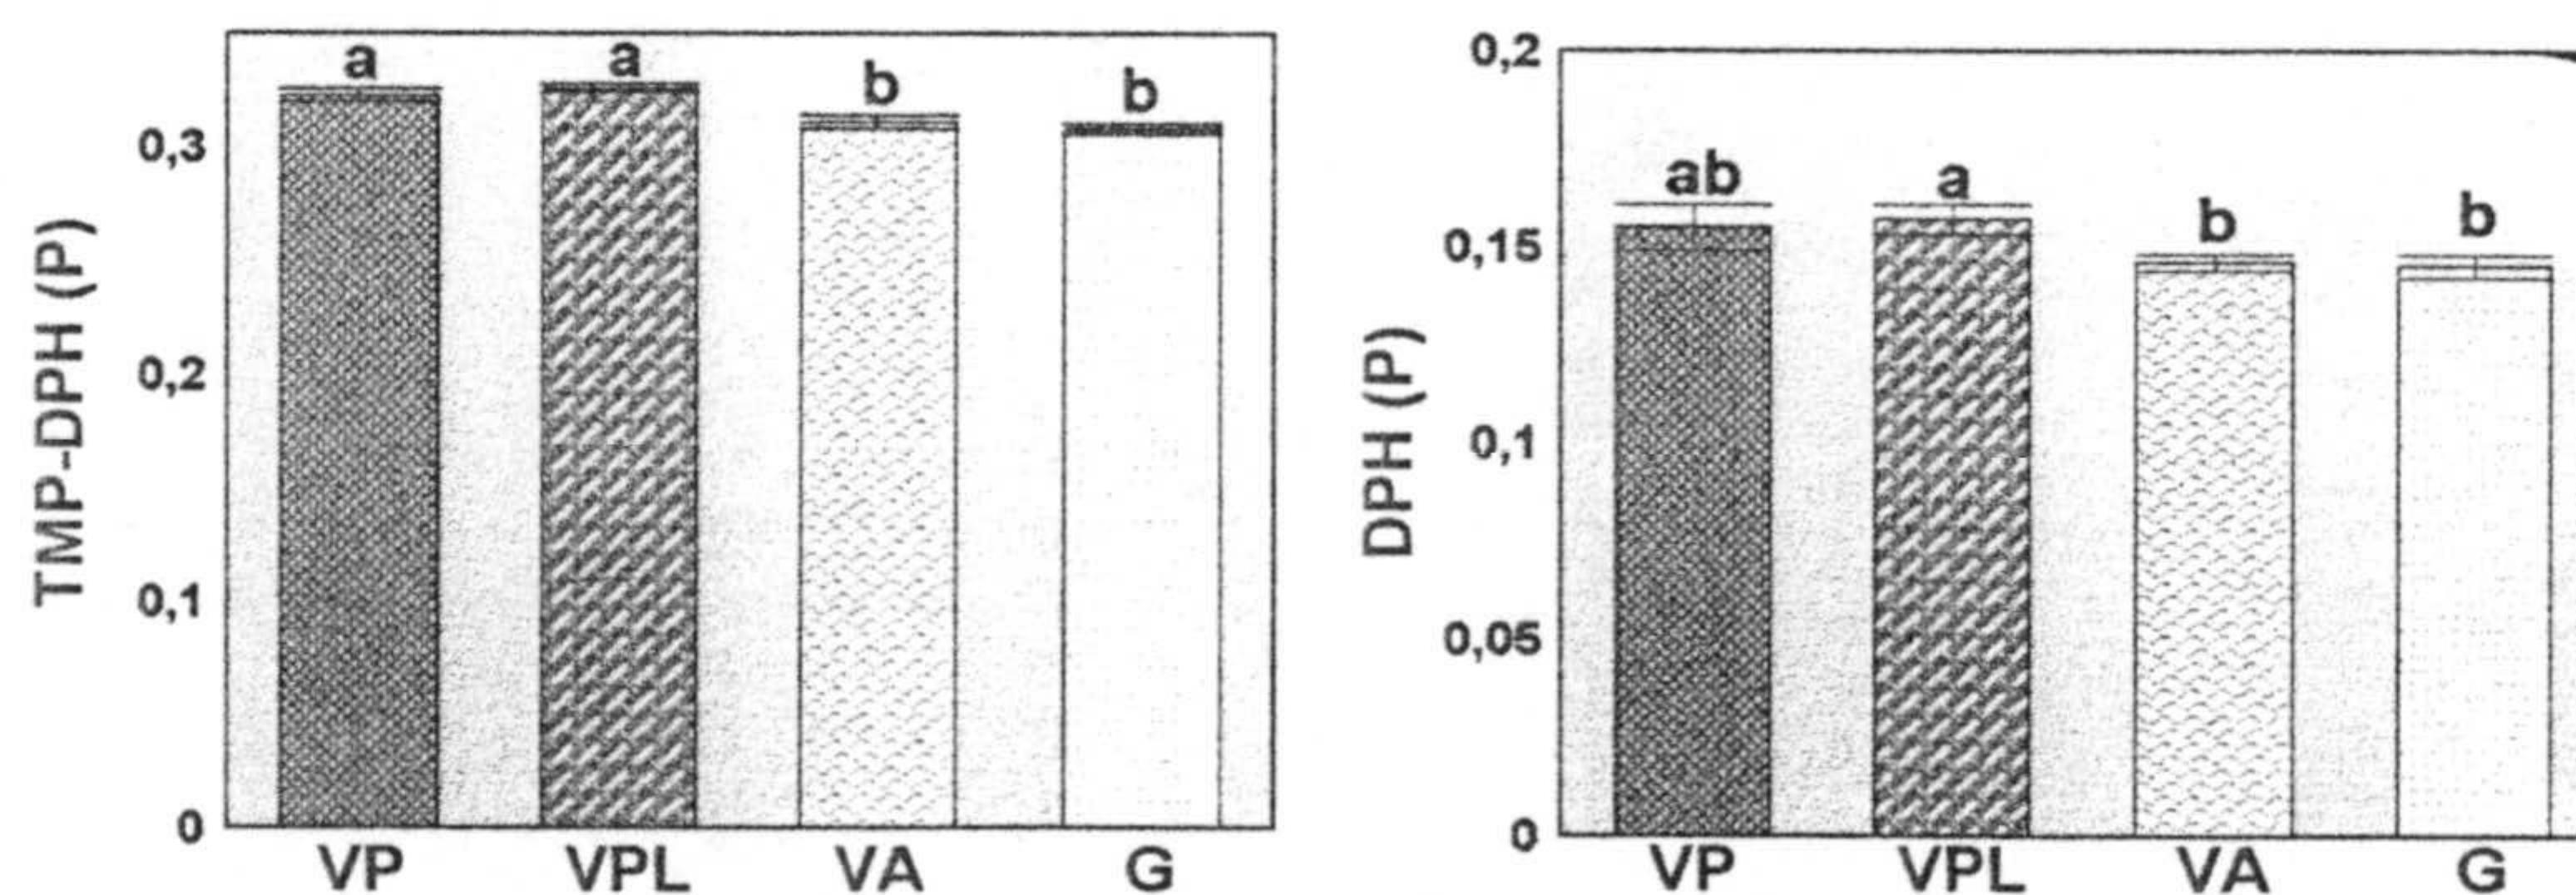 TMP-DPH (P)
0,3
0,2
0,1
0
a
a
b
b
VP VPL VA G
DPH (P)
0,2
0,15
0,1
0,05
0
ab
a
b
b
VP VPL VA G